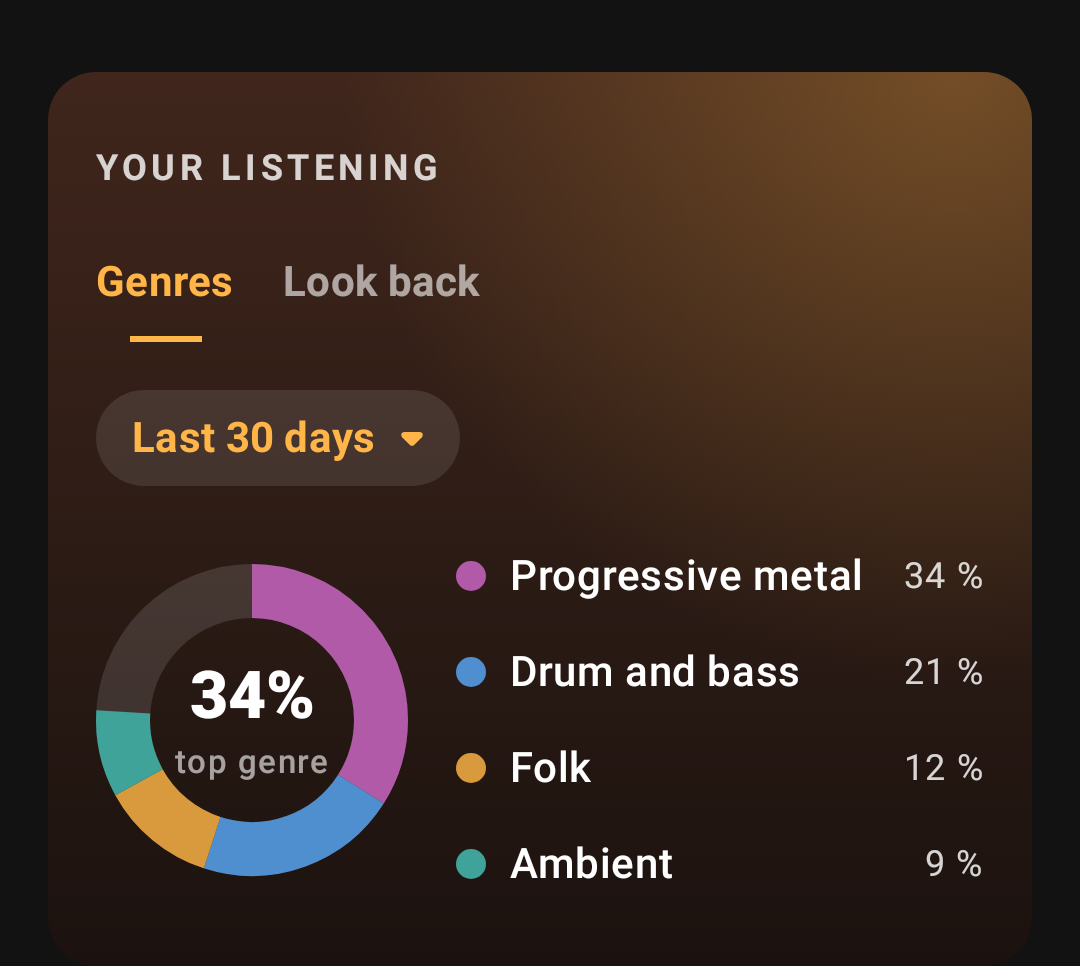 YOUR LISTENING
Genres Look back
Last 30 days
Progressive metal 34 %
Drum and bass 21 %
Folk 12 %
Ambient 9 %
34%
top genre